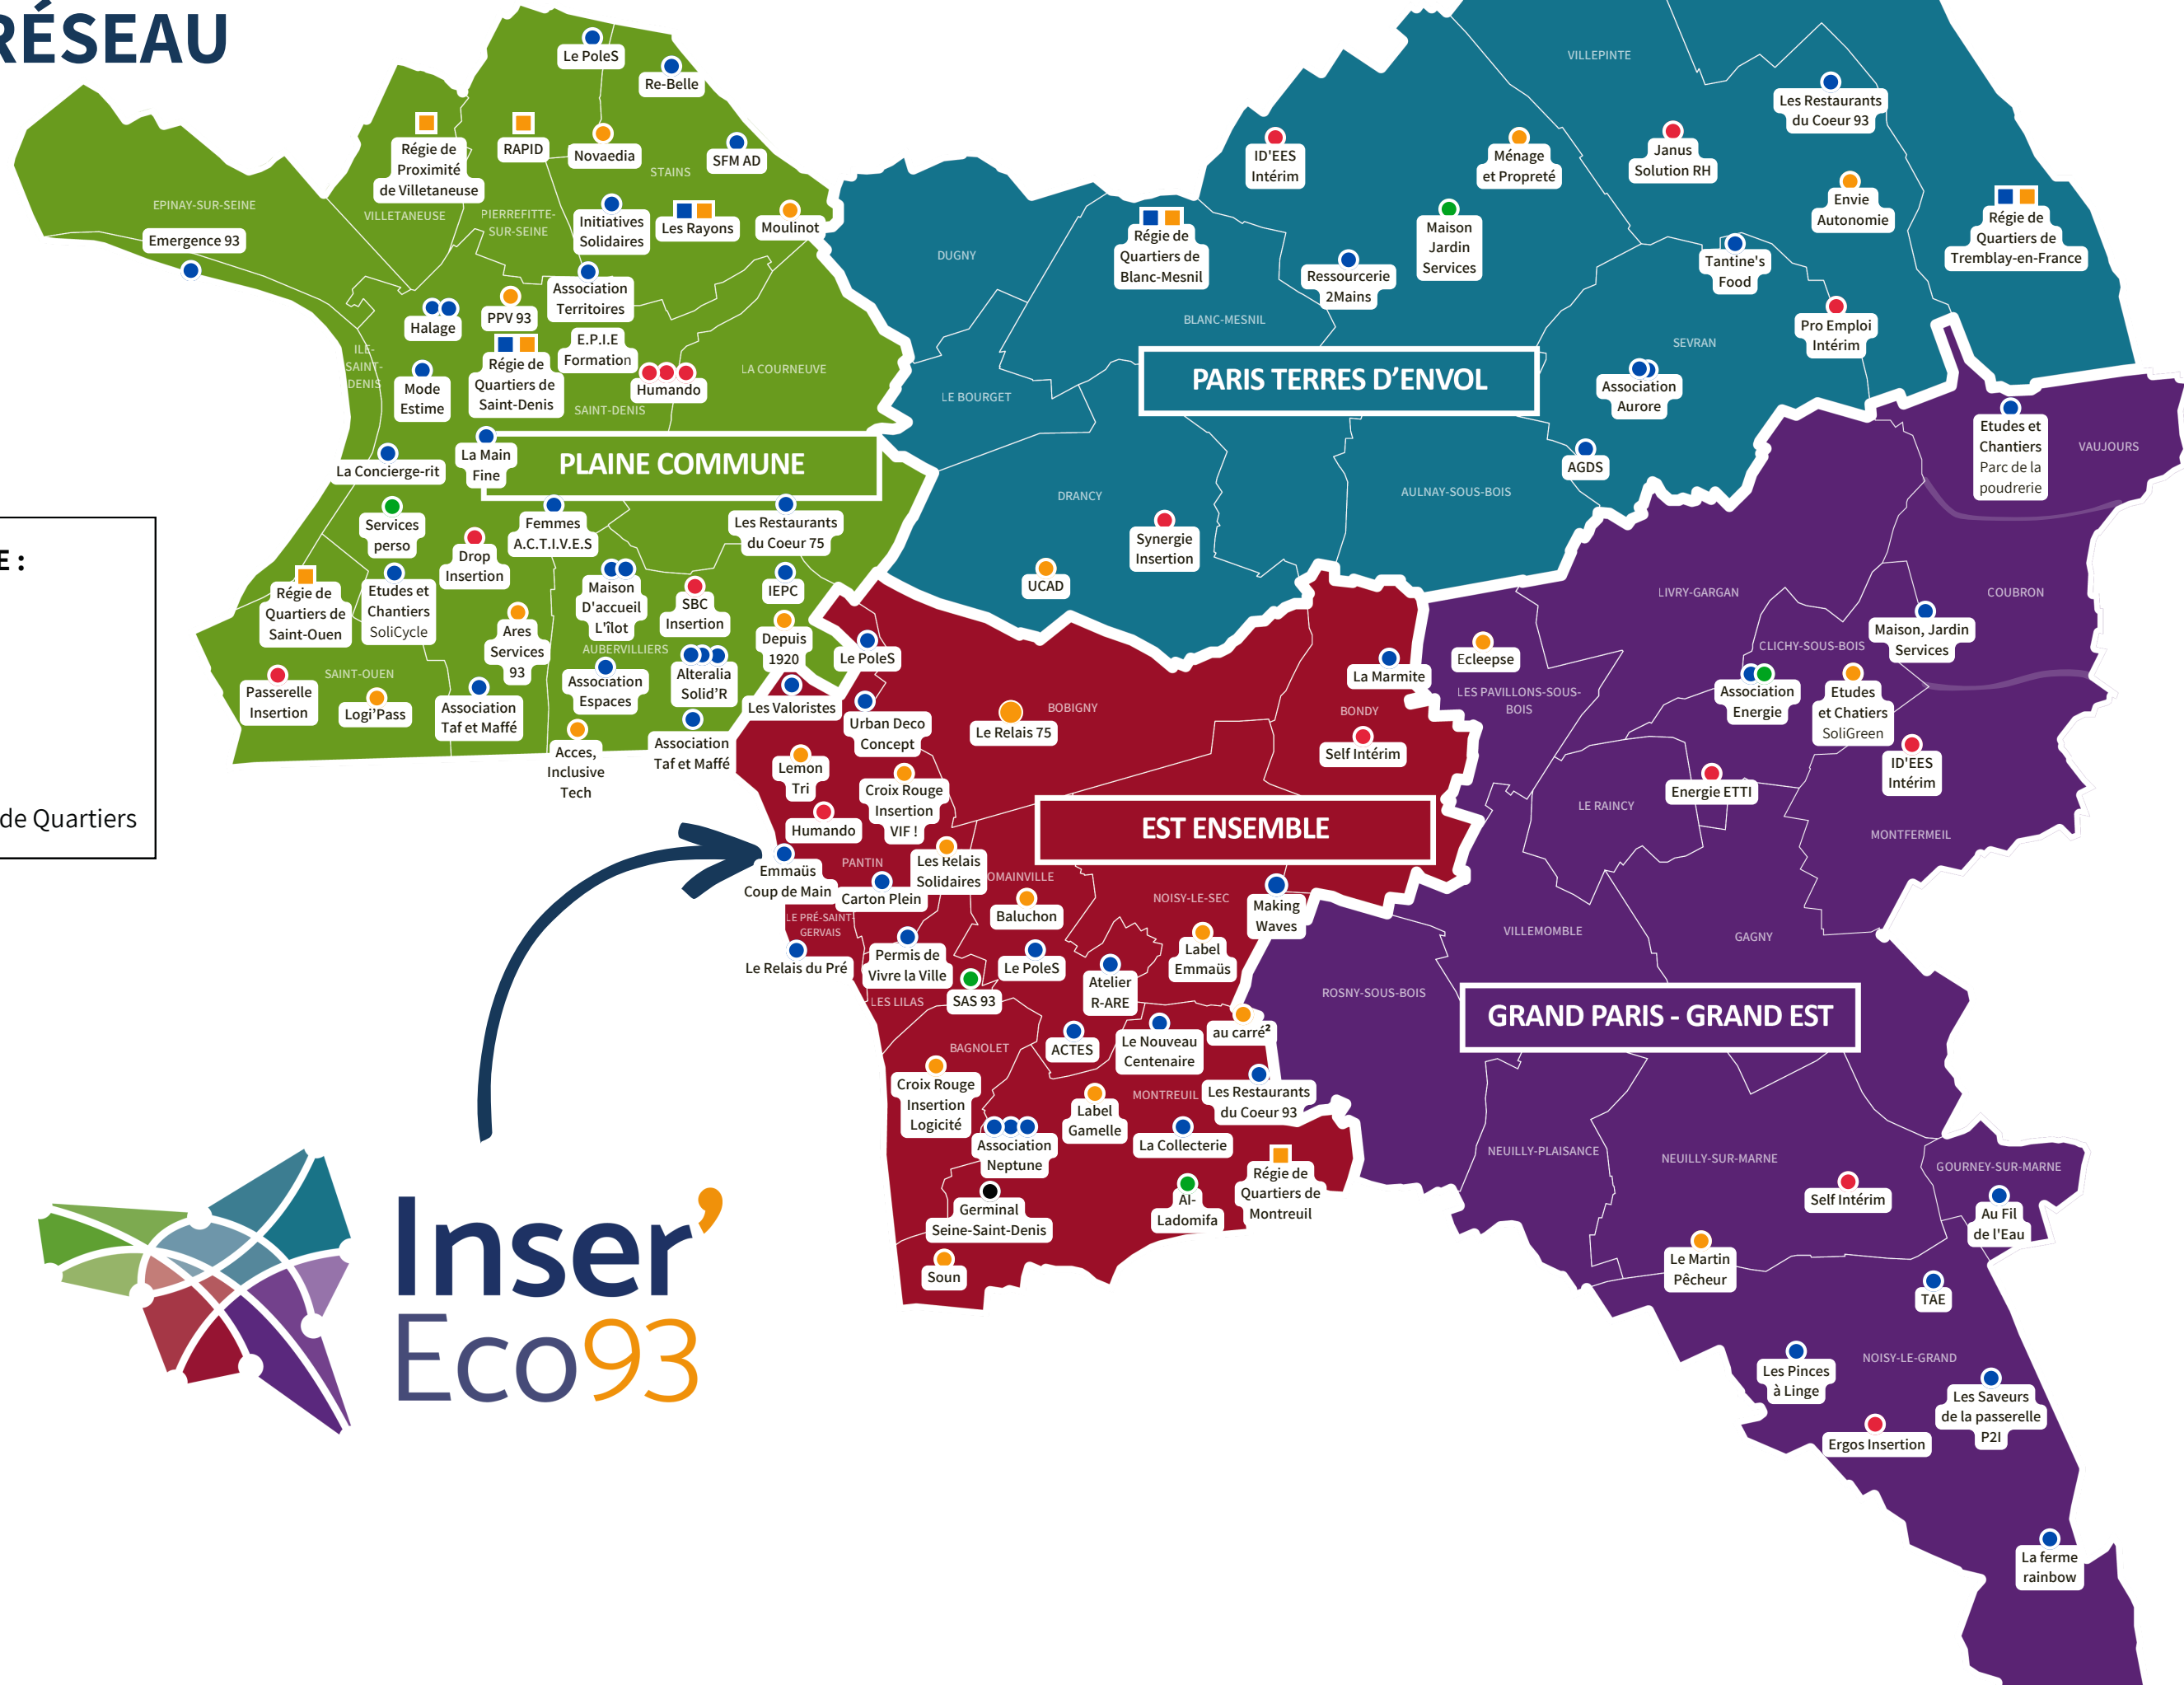 RÉSEAU
E :
de Quartiers
Le PoleS
Re-Belle
Régie de
Proximité
de Villetaneuse
RAPID
Novaedia
SFM AD
STAINS
EPINAY-SUR-SEINE
VILLETANEUSE
PIERREFITTE-
SUR-SEINE
Emergence 93
Initiatives
Solidaires
Les Rayons
Moulinot
Association
Territoires
Halage
PPV 93
E.P.I.E
Formation
ILE-
SAINT-
DENIS
Régie de
Quartiers de
Saint-Denis
Humando
LA COURNEUVE
Mode
Estime
SAINT-DENIS
La Concierge-rit
La Main
Fine
PLAINE COMMUNE
Services
perso
Drop
Insertion
Femmes
A.C.T.I.V.E.S
Les Restaurants
du Coeur 75
Régie de
Quartiers de
Saint-Ouen
Etudes et
Chantiers
SoliCycle
Maison
D'accueil
L'îlot
SBC
Insertion
IEPC
Ares
Services
93
Depuis
1920
AUBERVILLIERS
SAINT-OUEN
Passerelle
Insertion
Logi'Pass
Association
Taf et Maffé
Association
Espaces
Alteralia
Solid'R
Acces,
Inclusive
Tech
Association
Taf et Maffé
DUGNY
ID'EES
Intérim
Ménage
et Propreté
VILLEPINTE
Janus
Solution RH
Les Restaurants
du Coeur 93
Régie de
Quartiers de
Blanc-Mesnil
Ressourcerie
2Mains
Maison
Jardin
Services
Envie
Autonomie
Régie de
Quartiers de
Tremblay-en-France
Tantine's
Food
BLANC-MESNIL
Pro Emploi
Intérim
SEVRAN
LE BOURGET
PARIS TERRES D'ENVOL
Association
Aurore
AGDS
DRANCY
AULNAY-SOUS-BOIS
Synergie
Insertion
UCAD
Le PoleS
Les Valoristes
Urban Deco
Concept
Le Relais 75
BOBIGNY
La Marmite
BONDY
Self Intérim
Lemon
Tri
Croix Rouge
Insertion
VIF !
Humando
EST ENSEMBLE
Emmaüs
Coup de Main
PANTIN
Les Relais
Solidaires
OMAINVILLE
Carton Plein
Baluchon
NOISY-LE-SEC
Making
Waves
LE PRÉ-SAINT-
GERVAIS
Le Relais du Pré
Permis de
Vivre la Ville
Le PoleS
Label
Emmaüs
Atelier
R-ARE
LES LILAS
SAS 93
au carré²
BAGNOLET
ACTES
Le Nouveau
Centenaire
Croix Rouge
Insertion
Logicité
MONTREUIL
Les Restaurants
du Coeur 93
Label
Gamelle
Association
Neptune
La Collecterie
Régie de
Quartiers de
Montreuil
Germinal
Seine-Saint-Denis
AI-
Ladomifa
Soun
Etudes et
Chantiers
Parc de la
poudrerie
VAUJOURS
LIVRY-GARGAN
COUBRON
Ecleepse
CLICHY-SOUS-BOIS
Maison, Jardin
Services
LES PAVILLONS-SOUS-
BOIS
Association
Energie
Etudes
et Chatiers
SoliGreen
ID'EES
Intérim
Energie ETTI
LE RAINCY
MONTFERMEIL
VILLEMOMBLE
GAGNY
ROSNY-SOUS-BOIS
GRAND PARIS - GRAND EST
NEUILLY-PLAISANCE
NEUILLY-SUR-MARNE
GOURNEY-SUR-MARNE
Self Intérim
Au Fil
de l'Eau
Le Martin
Pêcheur
TAE
NOISY-LE-GRAND
Les Pinces
à Linge
Les Saveurs
de la passerelle
P2I
Ergos Insertion
La ferme
rainbow
Inser'
Eco93